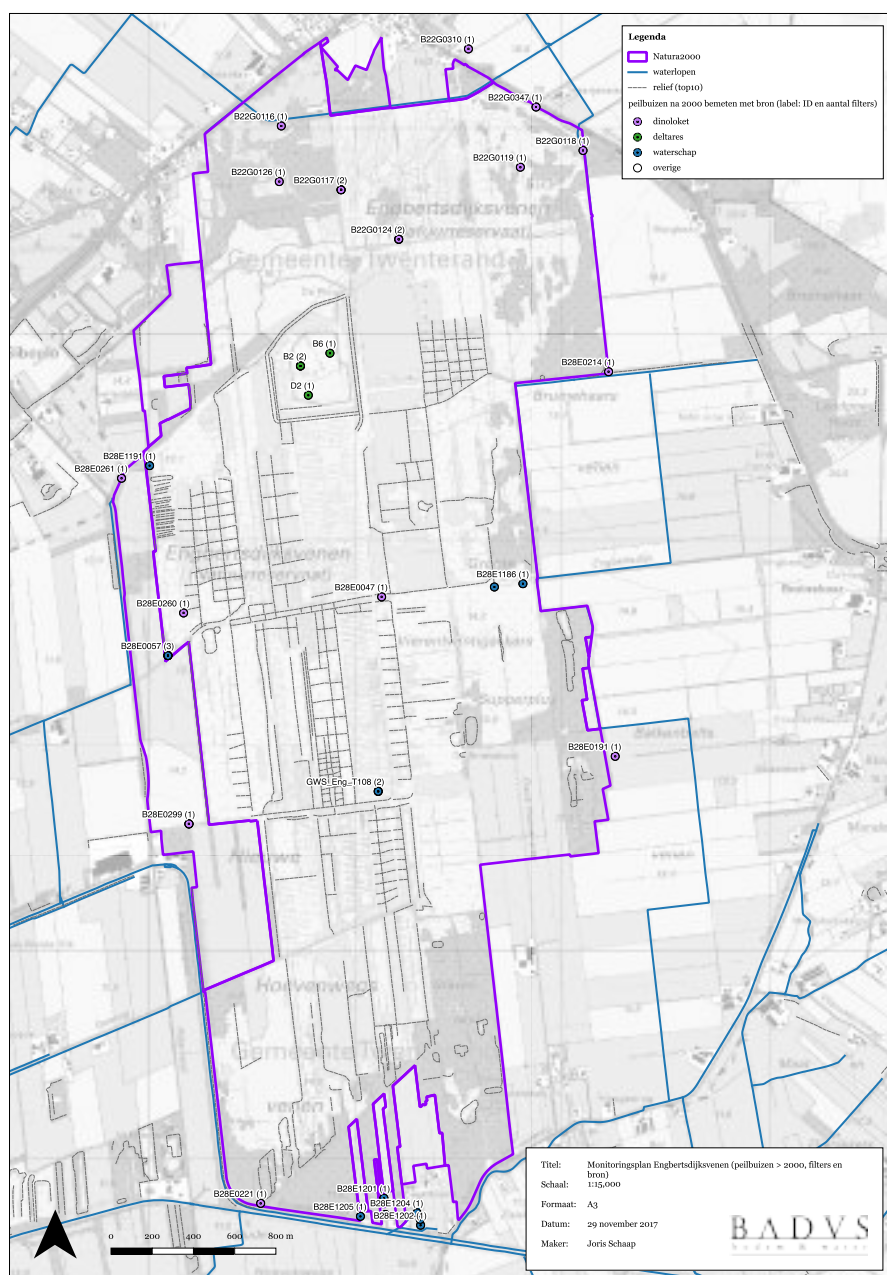 B22G0310 (1)
B22G0347 (1)
B22G0116 (1)
B22G0118 (1)
B22G0119 (1)
B22G0126 (1)
B22G0117 (2)
Engbertsdijksvenen
B22G0124 (2)
Gemeente Twenterand
B6 (1)
B2 (2)
B28E0214 (1)
D2 (1)
B28E1191 (1)
B28E0261 (1)
Engbertsdijksvenen
B28E1186 (1)
B28E0047 (1)
B28E0260 (1)
B28E0057 (3)
B28E0191 (1)
GWS_Eng_T108 (2)
B28E0299 (1)
Nieuwe
venen
B28E1201 (1)
B28E0221 (1)
B28E1204 (1)
B28E1205 (1)
B28E1202 (1)
0 200 400 600 800 m
Legenda
Natura2000
waterlopen
relief (top10)
peilbuizen na 2000 bemeten met bron (label: ID en aantal filters)
dinoloket
deltares
waterschap
overige
Titel: Monitoringsplan Engbertsdijksvenen (peilbuizen > 2000, filters en
bron)
Schaal: 1:15,000
Formaat: A3
Datum: 29 november 2017
Maker: Joris Schaap
BADVS
bodem & water